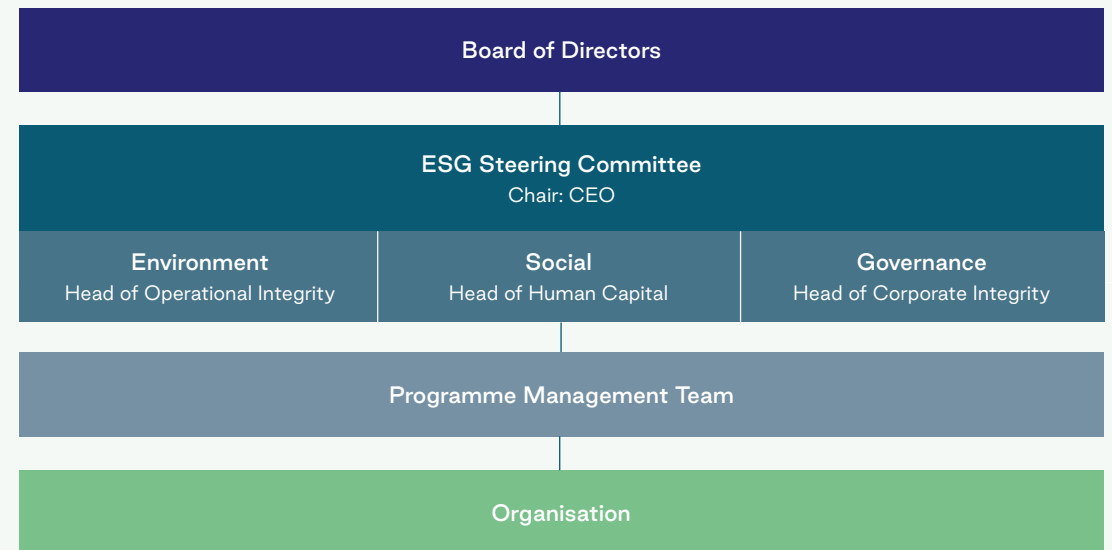 Board of Directors
ESG Steering Committee
Chair: CEO
Environment
Head of Operational Integrity
Social
Head of Human Capital
Governance
Head of Corporate Integrity
Programme Management Team
Organisation